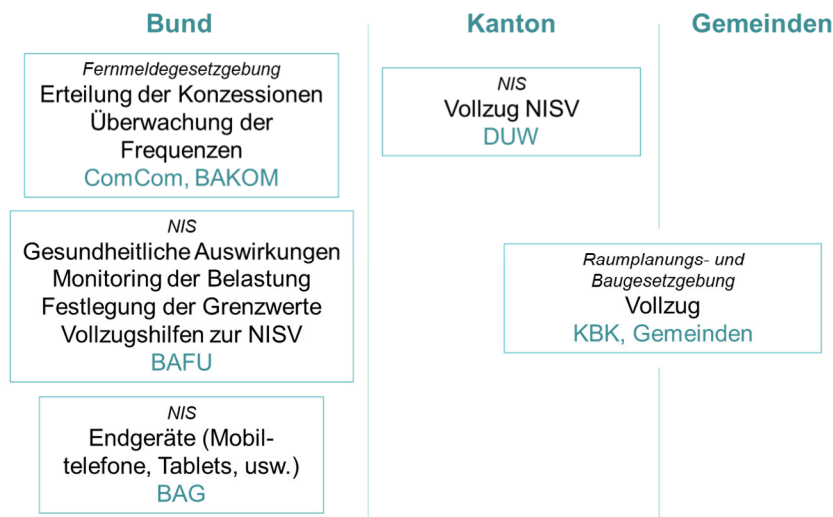 Bund
Fernmeldegesetzgebung
Erteilung der Konzessionen
Überwachung der
Frequenzen
ComCom, BAKOM
NIS
Gesundheitliche Auswirkungen
Monitoring der Belastung
Festlegung der Grenzwerte
Vollzugshilfen zur NISV
BAFU
NIS
Endgeräte (Mobil-
telefone, Tablets, usw.)
BAG
Kanton
NIS
Vollzug NISV
DUW
Gemeinden
Raumplanungs- und
Baugesetzgebung
Vollzug
KBK, Gemeinden